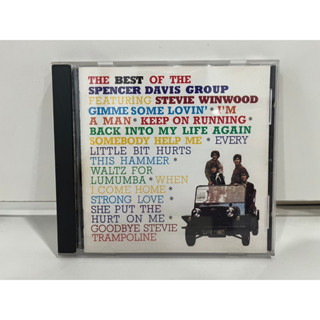 THE BEST OF THE
SPENCER DAVIS GROUP
FEATURING STEVIE WINWOOD
GIMME SOME LOVIN' • I'M
A MAN • KEEP ON RUNNING •
BACK INTO MY LIFE AGAIN
SOMEBODY HELP ME • EVERY
LITTLE BIT HURTS
THIS HAMMER •
WALTZ FOR
LUMUMBA • WHEN
I COME HOME •
STRONG LOVE •
SHE PUT THE
HURT ON ME •
GOODBYE STEVIE
TRAMPOLINE